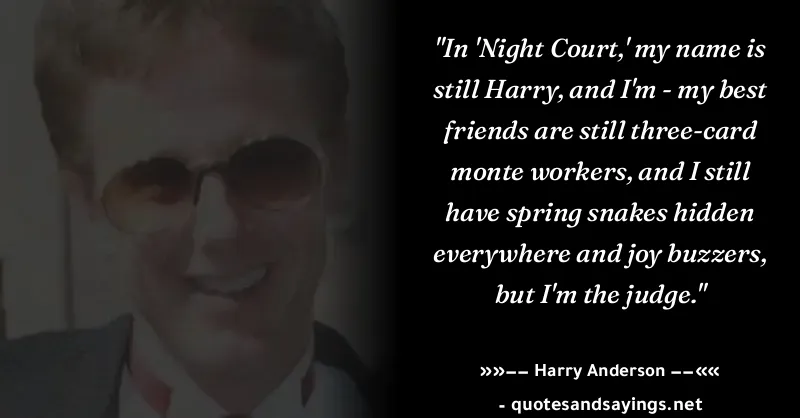 "In 'Night Court,' my name is
still Harry, and I'm - my best
friends are still three-card
monte workers, and I still
have spring snakes hidden
everywhere and joy buzzers,
but I'm the judge."
»»−− Harry Anderson −−««
- quotesandsayings.net